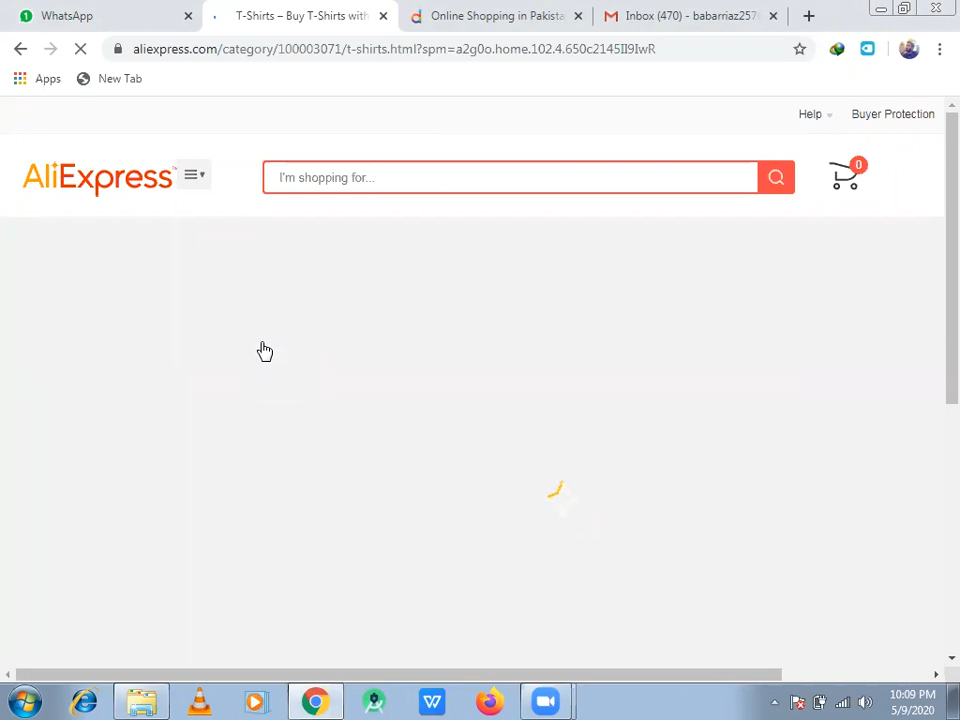 1 WhatsApp
T-Shirts – Buy T-Shirts with
Online Shopping in Pakista
Inbox (470) - babarriaz257
aliexpress.com/category/100003071/t-shirts.html?spm=a2g0o.home.102.4.650c2145II9IwR
Apps
New Tab
Help
Buyer Protection
AliExpress™
I'm shopping for...
0
10:09 PM
5/9/2020